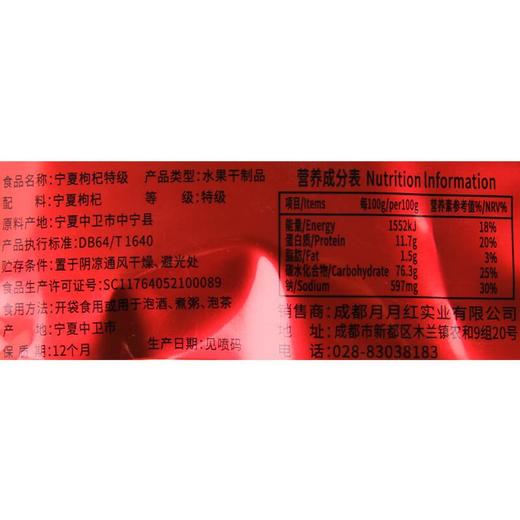 食品名称:宁夏枸杞特级 产品类型:水果干制品
配 料:宁夏枸杞 等 级:特级
原料产地:宁夏中卫市中宁县
产品执行标准:DB64/T 1640
贮存条件:置于阴凉通风干燥、避光处
食品生产许可证号:SC11764052100089
食用方法:开袋食用或用于泡酒、煮粥、泡茶
产 地:宁夏中卫市
保 质 期:12个月 生产日期:见喷码
营养成分表 Nutrition lnformation
项目/Items 每100g/per100g 营养素参考值%/NRV%
能量/Energy 1552kJ 18%
蛋白质/Protein 11.7g 20%
脂肪/Fat 1.5g 3%
碳水化合物/Carbohydrate 76.3g 25%
钠/Sodium 597mg 30%
销售商:成都月月红实业有限公司
地 址:成都市新都区木兰镇农和9组20号
电 话:028-83038183